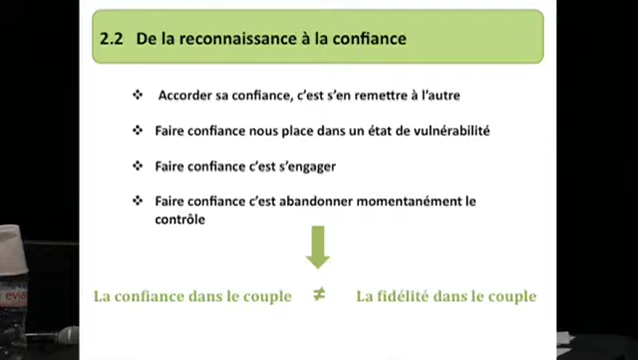 2.2 De la reconnaissance à la confiance
❖ Accorder sa confiance, c'est s'en remettre à l'autre
❖ Faire confiance nous place dans un état de vulnérabilité
❖ Faire confiance c'est s'engager
❖ Faire confiance c'est abandonner momentanément le
contrôle
La confiance dans le couple ≠ La fidélité dans le couple
evia